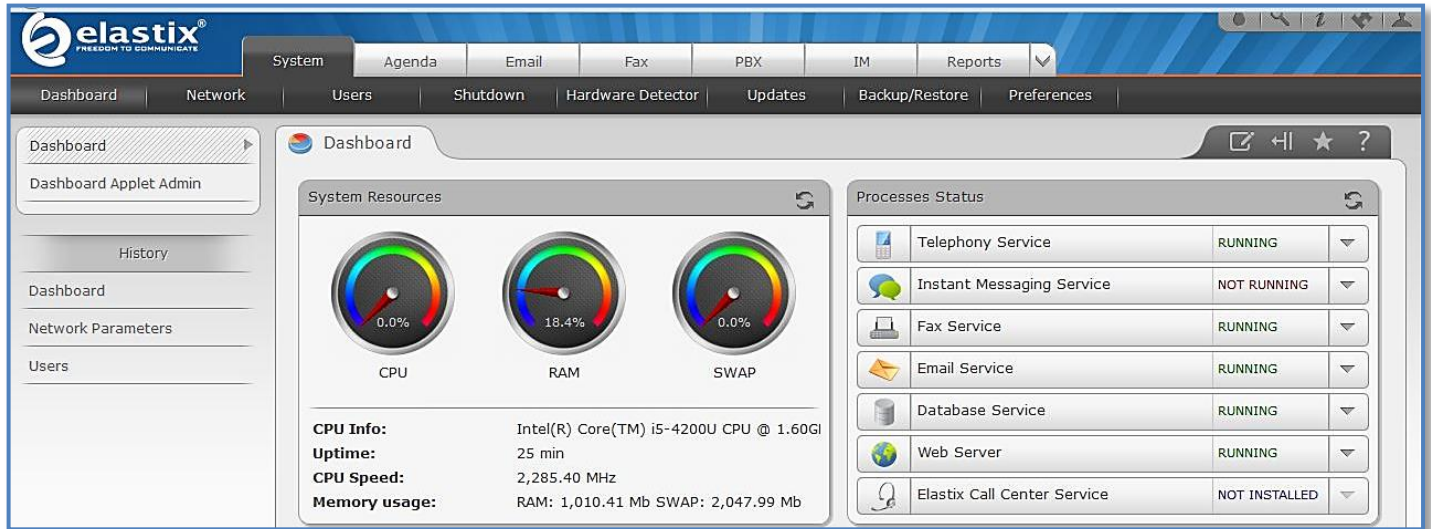 elastix®
FREEDOM TO COMMUNICATE
System Agenda Email Fax PBX IM Reports
Dashboard Network Users Shutdown Hardware Detector Updates Backup/Restore Preferences
Dashboard
Dashboard Applet Admin
History
Dashboard
Network Parameters
Users
Dashboard
?
System Resources
0.0%
18.4%
0.0%
CPU
RAM
SWAP
CPU Info: Intel(R) Core(TM) i5-4200U CPU @ 1.60G
Uptime: 25 min
CPU Speed: 2,285.40 MHz
Memory usage: RAM: 1,010.41 Mb SWAP: 2,047.99 Mb
Processes Status
Telephony Service RUNNING
Instant Messaging Service NOT RUNNING
Fax Service RUNNING
Email Service RUNNING
Database Service RUNNING
Web Server RUNNING
Elastix Call Center Service NOT INSTALLED